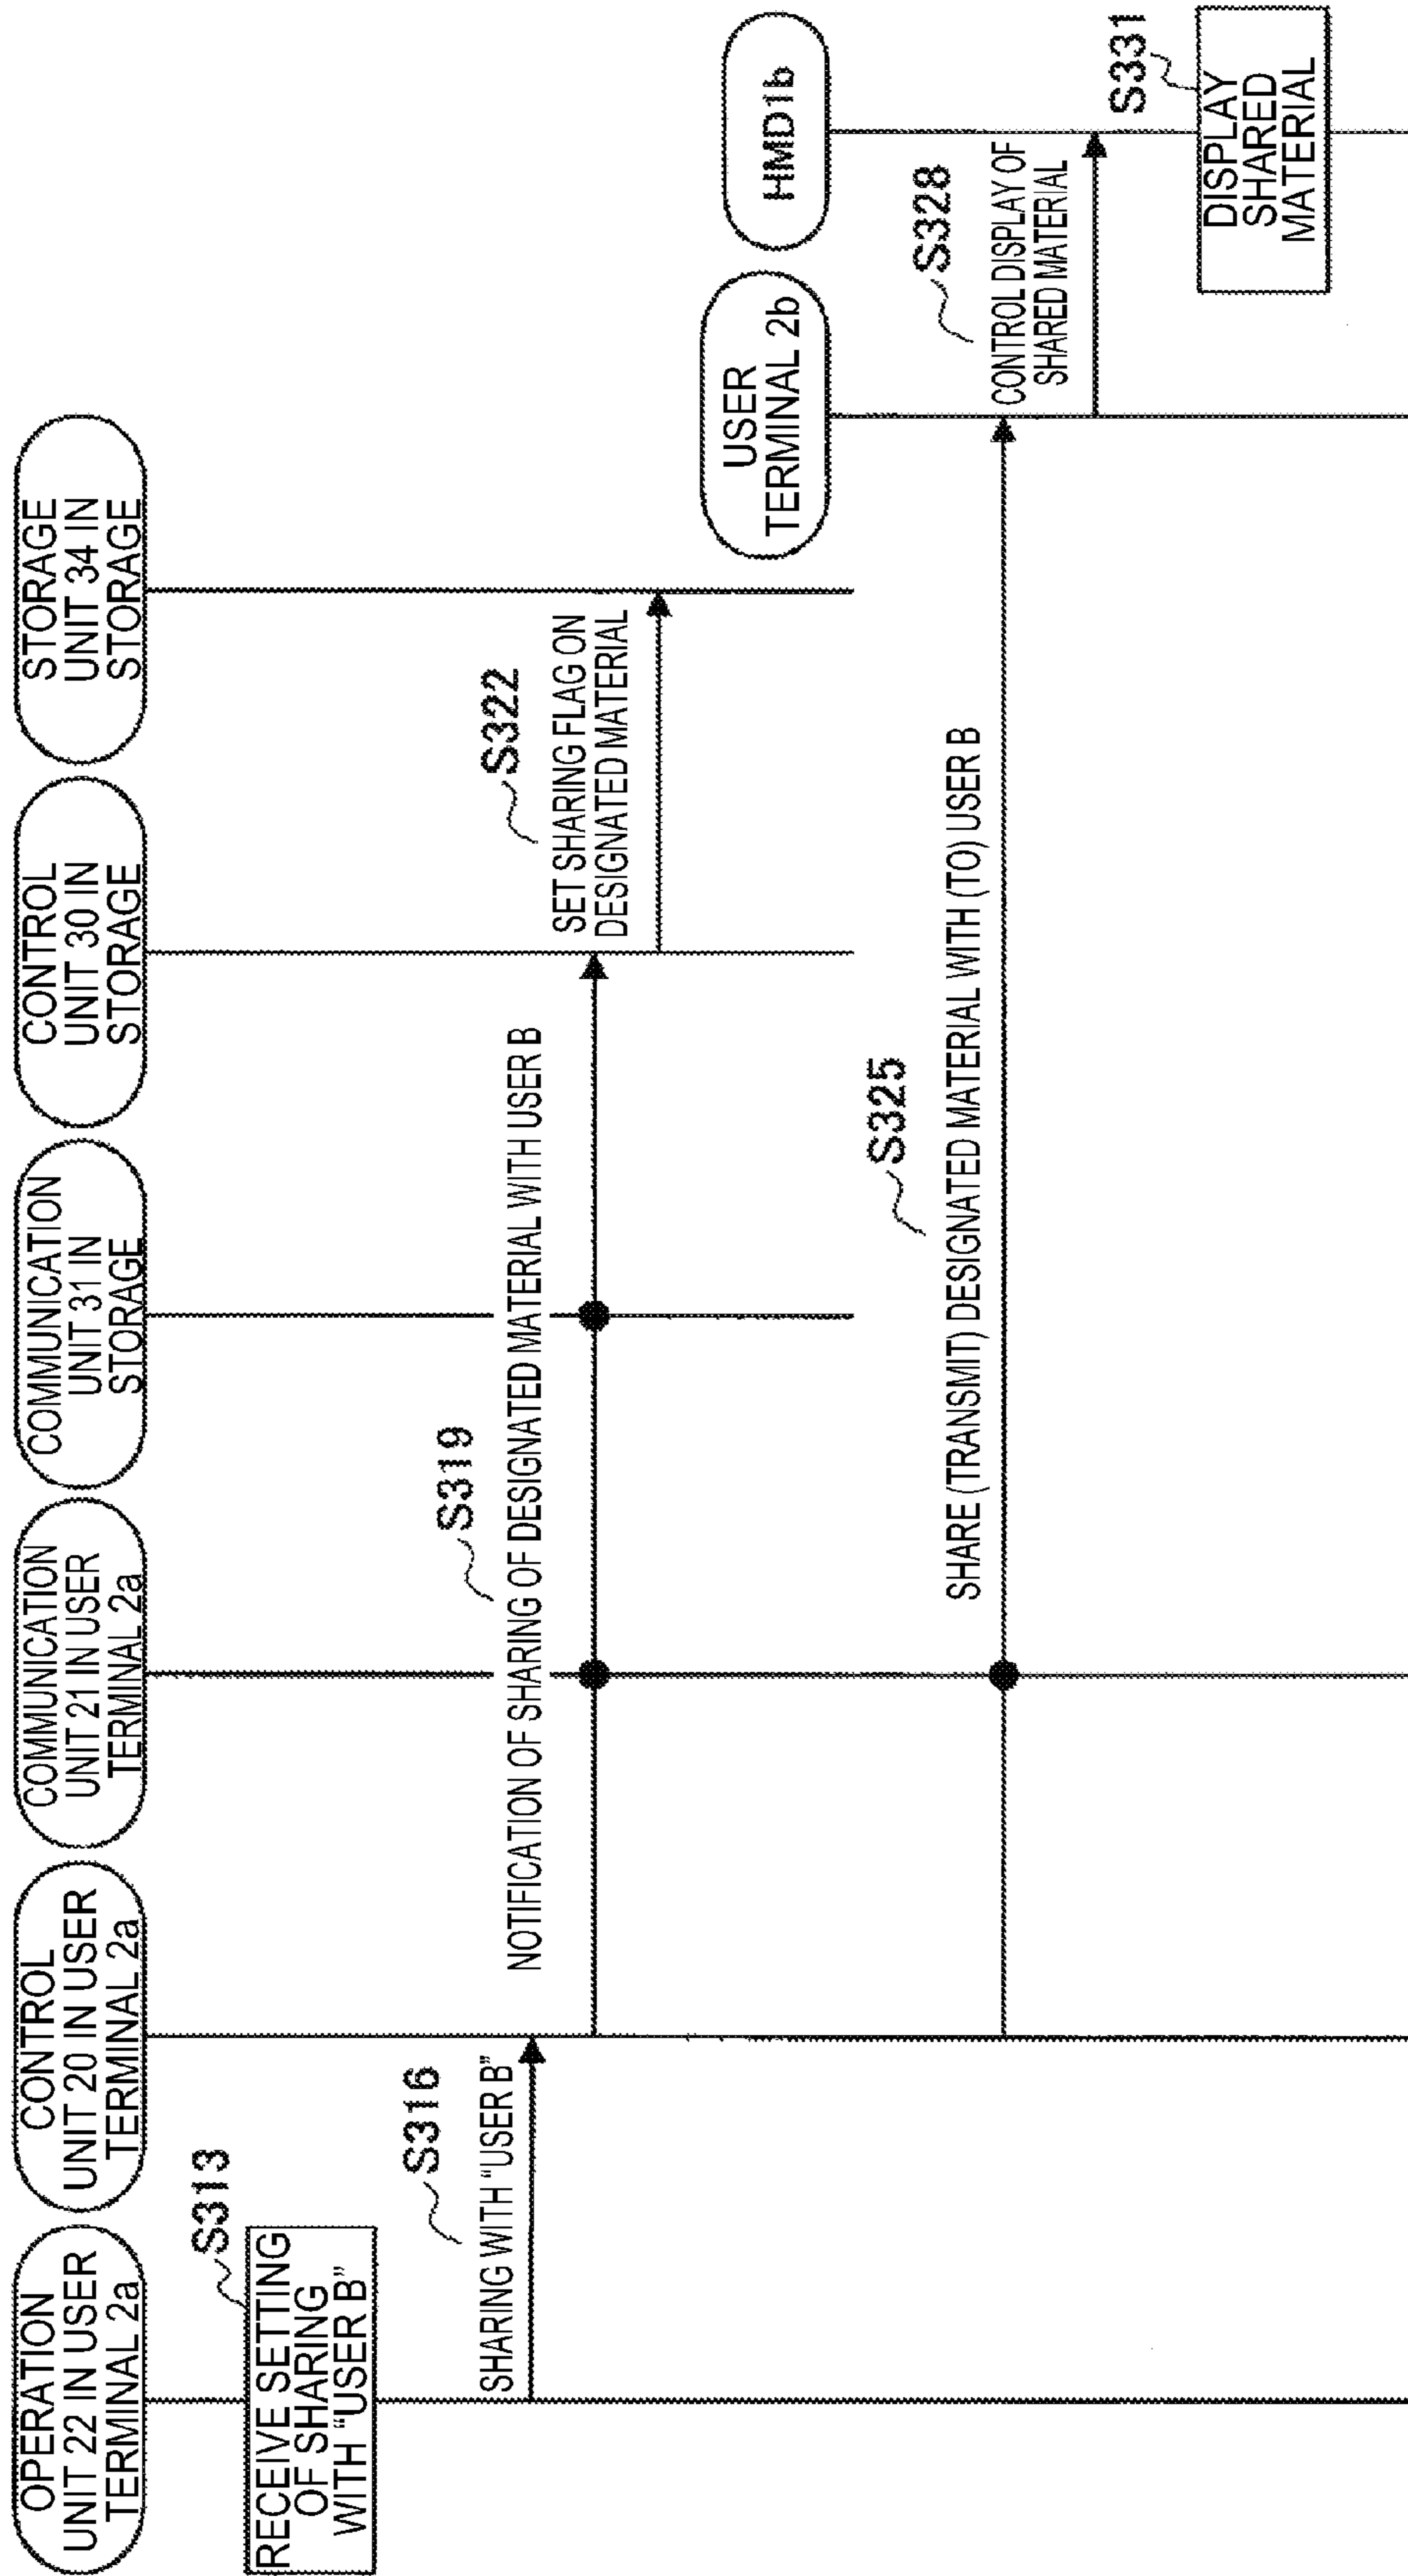 OPERATION
UNIT 22 IN USER
TERMINAL 2a
CONTROL
UNIT 20 IN USER
TERMINAL 2a
COMMUNICATION
UNIT 21 IN USER
TERMINAL 2a
COMMUNICATION
UNIT 31 IN
STORAGE
CONTROL
UNIT 30 IN
STORAGE
STORAGE
UNIT 34 IN
STORAGE
S313
RECEIVE SETTING
OF SHARING
WITH "USER B"
S316
SHARING WITH "USER B"
S319
NOTIFICATION OF SHARING OF DESIGNATED MATERIAL WITH USER B
S322
SET SHARING FLAG ON
DESIGNATED MATERIAL
USER
TERMINAL 2b
HMD1b
S325
SHARE (TRANSMIT) DESIGNATED MATERIAL WITH (TO) USER B
S328
CONTROL DISPLAY OF
SHARED MATERIAL
S331
DISPLAY
SHARED
MATERIAL